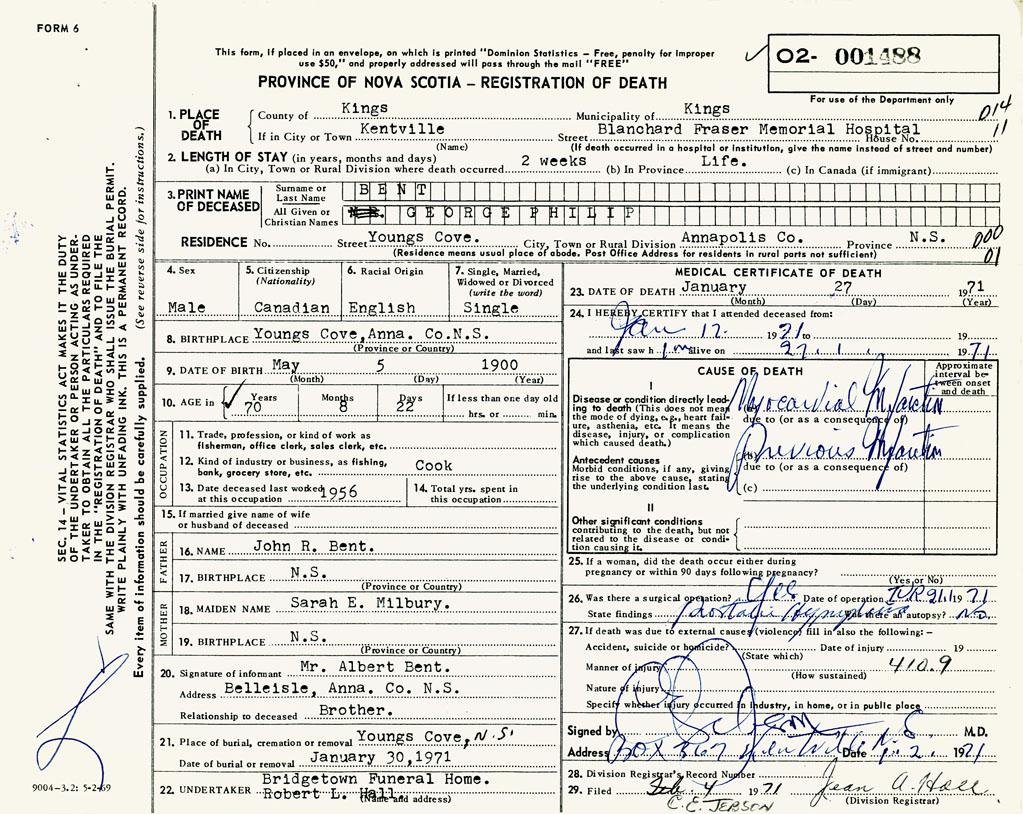 FORM 6
This form, if placed in an envelope, on which is printed "Dominion Statistics – Free, penalty for improper
use $50," and properly addressed will pass through the mail "FREE"
PROVINCE OF NOVA SCOTIA – REGISTRATION OF DEATH
02- 001488
For use of the Department only
014
11
SEC. 14 – VITAL STATISTICS ACT MAKES IT THE DUTY
OF THE UNDERTAKER OR PERSON ACTING AS UNDER-
TAKER TO OBTAIN ALL THE PARTICULARS REQUIRED
IN THE "REGISTRATION OF DEATH" AND TO FILE THE
SAME WITH THE DIVISION REGISTRAR WHO SHALL ISSUE THE BURIAL PERMIT.
WRITE PLAINLY WITH UNFADING INK. THIS IS A PERMANENT RECORD.
Every item of information should be carefully supplied. (See reverse side for instructions.)
9004-3.2: 5-2-69
1. PLACE OF DEATH
County of Kings Municipality of Kings
If in City or Town Kentville Street Blanchard Fraser Memorial Hospital House No.
(Name) (If death occurred in a hospital or institution, give the name instead of street and number)
2. LENGTH OF STAY (in years, months and days)
(a) In City, Town or Rural Division where death occurred 2 weeks (b) In Province Life. (c) In Canada (if immigrant)
3. PRINT NAME OF DECEASED
Surname or Last Name BENT
All Given or Christian Names GEORGE PHILIP
RESIDENCE No. Street Youngs Cove. City, Town or Rural Division Annapolis Co. Province N.S. 000
(Residence means usual place of abode. Post Office Address for residents in rural parts not sufficient) 01
4. Sex
Male
5. Citizenship (Nationality)
Canadian
6. Racial Origin
English
7. Single, Married, Widowed or Divorced (write the word)
Single
8. BIRTHPLACE Youngs Cove, Anna. Co. N.S.
(Province or Country)
9. DATE OF BIRTH May 5 1900
(Month) (Day) (Year)
10. AGE in Years 70 Months 8 Days 22 If less than one day old
hrs. or min.
OCCUPATION
11. Trade, profession, or kind of work as
fisherman, office clerk, sales clerk, etc.
12. Kind of industry or business, as fishing,
bank, grocery store, etc. Cook
13. Date deceased last worked
at this occupation 1956
14. Total yrs. spent in
this occupation
15. If married give name of wife
or husband of deceased
FATHER
16. NAME John R. Bent.
17. BIRTHPLACE N.S.
(Province or Country)
MOTHER
18. MAIDEN NAME Sarah E. Milbury.
19. BIRTHPLACE N.S.
(Province or Country)
20. Signature of informant Mr. Albert Bent.
Address Belleisle, Anna. Co. N.S.
Relationship to deceased Brother.
21. Place of burial, cremation or removal Youngs Cove, N.S.
Date of burial or removal January 30, 1971
22. UNDERTAKER Bridgetown Funeral Home.
Robert L. Hall.
(Name and address)
MEDICAL CERTIFICATE OF DEATH
23. DATE OF DEATH January 27 1971
(Month) (Day) (Year)
24. I HEREBY CERTIFY that I attended deceased from:
Jan 12. 1971 to 19
and last saw him alive on 27.1. 1971
CAUSE OF DEATH
Approximate interval between onset and death
I
Disease or condition directly lead-
ing to death (This does not mean
the mode of dying, e.g., heart fail-
ure, asthenia, etc. It means the
disease, injury, or complication
which caused death.)
Myocardial Infarction
due to (or as a consequence of)
Antecedent causes
Morbid conditions, if any, giving
rise to the above cause, stating
the underlying condition last.
(b) Previous Infarction
due to (or as a consequence of)
(c)
II
Other significant conditions
contributing to the death, but not
related to the disease or condi-
tion causing it.
25. If a woman, did the death occur either during
pregnancy or within 90 days following pregnancy?
(Yes or No)
26. Was there a surgical operation? Yes Date of operation TUR 21.1 1971
State findings Was there an autopsy? No
27. If death was due to external causes (violence) fill in also the following: –
Accident, suicide or homicide? Date of injury 19
(State which)
Manner of injury 410.9
(How sustained)
Nature of injury
Specify whether injury occurred in industry, in home, or in public place
Signed by M.D.
Address Box Date 1971
28. Division Registrar's Record Number
29. Filed Feb. 4 1971 Jean A. Hall
(Division Registrar)
C.E. JEBSON